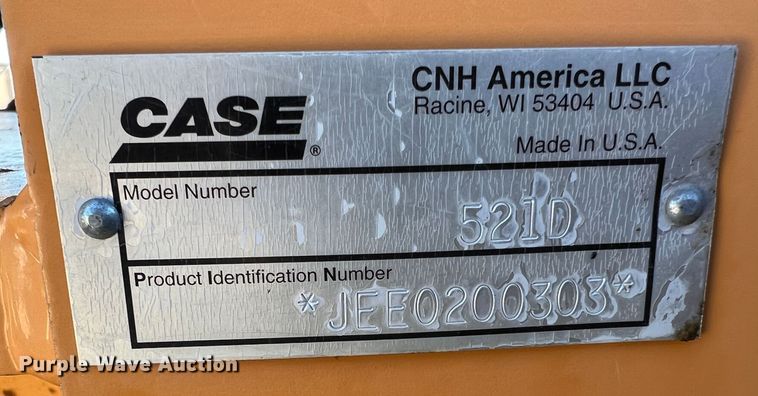 CASE®
CNH America LLC
Racine, WI 53404 U.S.A.
Made In U.S.A.
Model Number
521D
Product Identification Number
*JEE0200303*
Purple Wave Auction